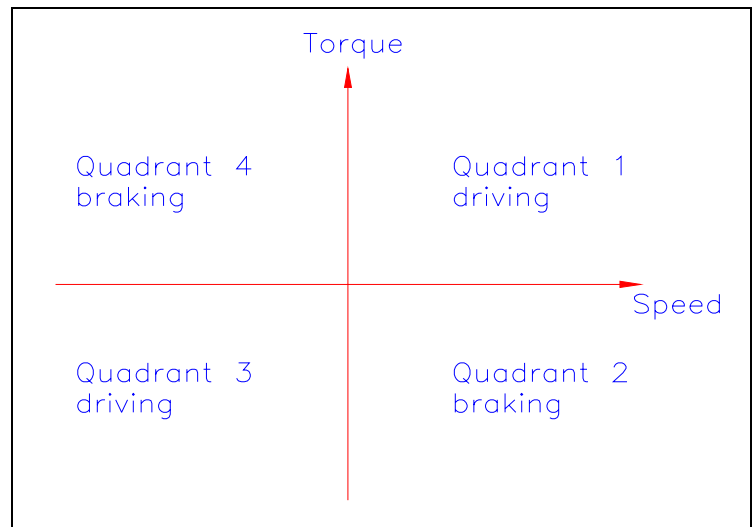 Torque
Quadrant 4
braking
Quadrant 1
driving
Speed
Quadrant 3
driving
Quadrant 2
braking